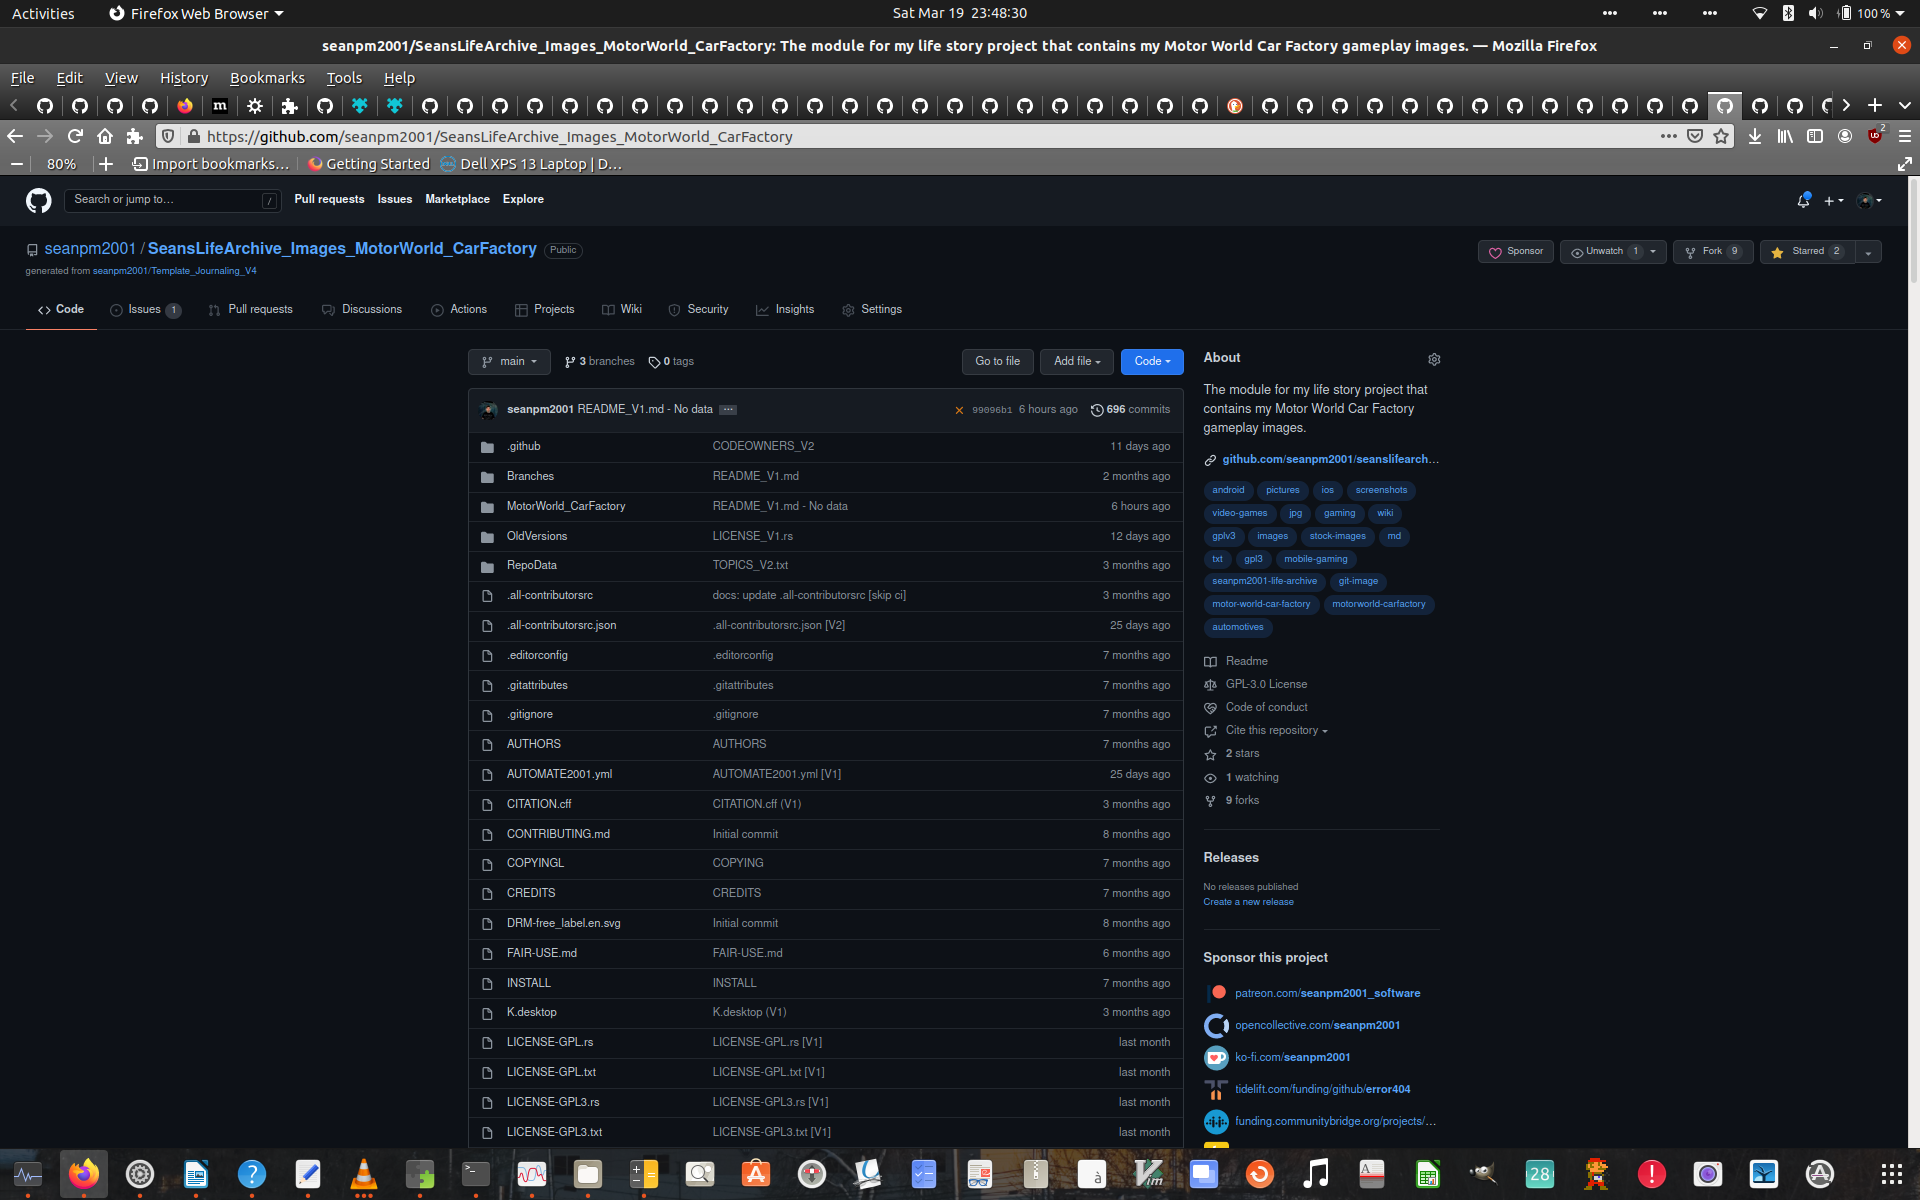 Activities Firefox Web Browser Sat Mar 19 23:48:30 100 %
seanpm2001/SeansLifeArchive_Images_MotorWorld_CarFactory: The module for my life story project that contains my Motor World Car Factory gameplay images. — Mozilla Firefox
File Edit View History Bookmarks Tools Help
https://github.com/seanpm2001/SeansLifeArchive_Images_MotorWorld_CarFactory 2
80% Import bookmarks... Getting Started Dell XPS 13 Laptop | D...
Search or jump to... / Pull requests Issues Marketplace Explore
seanpm2001 / SeansLifeArchive_Images_MotorWorld_CarFactory Public Sponsor Unwatch 1 Fork 9 Starred 2
generated from seanpm2001/Template_Journaling_V4
Code Issues 1 Pull requests Discussions Actions Projects Wiki Security Insights Settings
main 3 branches 0 tags Go to file Add file Code
seanpm2001 README_V1.md - No data ... 99096b1 6 hours ago 696 commits
.github CODEOWNERS_V2 11 days ago
Branches README_V1.md 2 months ago
MotorWorld_CarFactory README_V1.md - No data 6 hours ago
OldVersions LICENSE_V1.rs 12 days ago
RepoData TOPICS_V2.txt 3 months ago
.all-contributorsrc docs: update .all-contributorsrc [skip ci] 3 months ago
.all-contributorsrc.json .all-contributorsrc.json [V2] 25 days ago
.editorconfig .editorconfig 7 months ago
.gitattributes .gitattributes 7 months ago
.gitignore .gitignore 7 months ago
AUTHORS AUTHORS 7 months ago
AUTOMATE2001.yml AUTOMATE2001.yml [V1] 25 days ago
CITATION.cff CITATION.cff (V1) 3 months ago
CONTRIBUTING.md Initial commit 8 months ago
COPYINGL COPYING 7 months ago
CREDITS CREDITS 7 months ago
DRM-free_label.en.svg Initial commit 8 months ago
FAIR-USE.md FAIR-USE.md 6 months ago
INSTALL INSTALL 7 months ago
K.desktop K.desktop (V1) 3 months ago
LICENSE-GPL.rs LICENSE-GPL.rs [V1] last month
LICENSE-GPL.txt LICENSE-GPL.txt [V1] last month
LICENSE-GPL3.rs LICENSE-GPL3.rs [V1] last month
LICENSE-GPL3.txt LICENSE-GPL3.txt [V1] last month
About
The module for my life story project that
contains my Motor World Car Factory
gameplay images.
github.com/seanpm2001/seanslifearch...
android pictures ios screenshots
video-games jpg gaming wiki
gplv3 images stock-images md
txt gpl3 mobile-gaming
seanpm2001-life-archive git-image
motor-world-car-factory motorworld-carfactory
automotives
Readme
GPL-3.0 License
Code of conduct
Cite this repository
2 stars
1 watching
9 forks
Releases
No releases published
Create a new release
Sponsor this project
patreon.com/seanpm2001_software
opencollective.com/seanpm2001
ko-fi.com/seanpm2001
tidelift.com/funding/github/error404
funding.communitybridge.org/projects/...
28